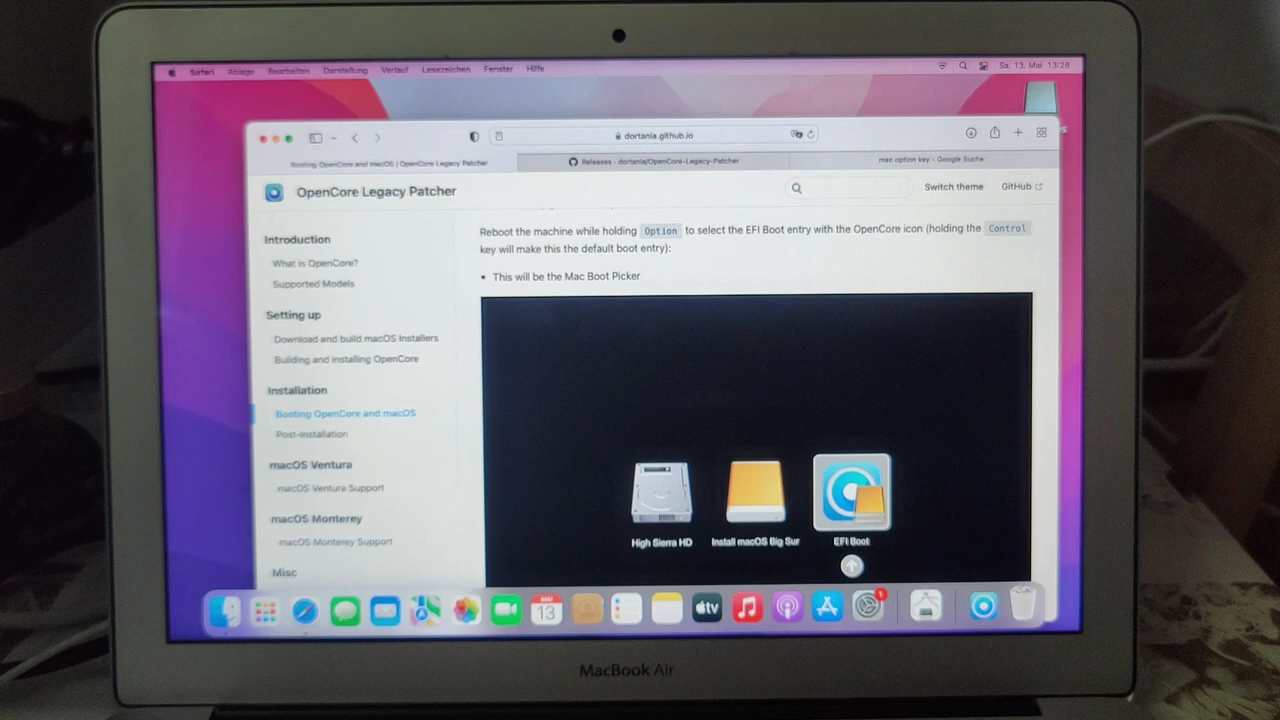 Safari Ablage Bearbeiten Darstellung Verlauf Lesezeichen Fenster Hilfe Sa. 13. Mai 13:28
dortania.github.io
Booting OpenCore and macOS | OpenCore Legacy Patcher
Releases · dortania/OpenCore-Legacy-Patcher
mac option key - Google Suche
OpenCore Legacy Patcher
Switch theme
GitHub
Introduction
What is OpenCore?
Supported Models
Setting up
Download and build macOS Installers
Building and installing OpenCore
Installation
Booting OpenCore and macOS
Post-Installation
macOS Ventura
macOS Ventura Support
macOS Monterey
macOS Monterey Support
Misc
Reboot the machine while holding Option to select the EFI Boot entry with the OpenCore icon (holding the Control
key will make this the default boot entry):
• This will be the Mac Boot Picker
High Sierra HD
Install macOS Big Sur
EFI Boot
13
1
tv
MacBook Air